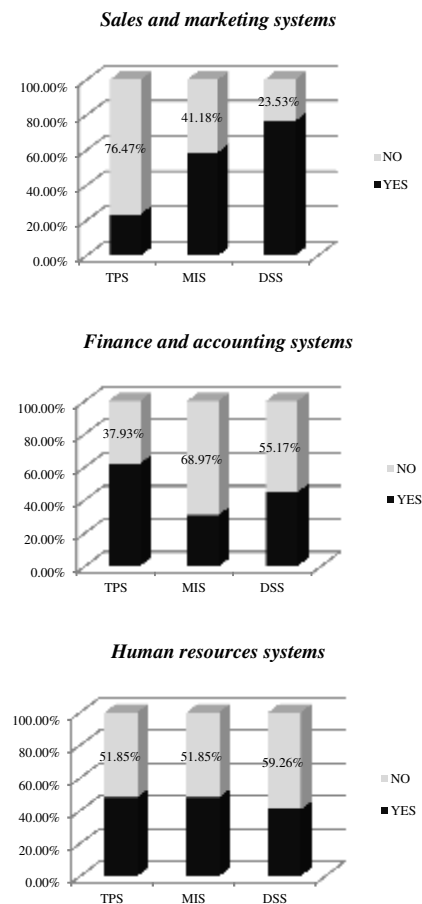 Sales and marketing systems
100.00%
80.00%
60.00%
40.00%
20.00%
0.00%
76.47%
41.18%
23.53%
TPS MIS DSS
NO
YES
Finance and accounting systems
100.00%
80.00%
60.00%
40.00%
20.00%
0.00%
37.93%
68.97%
55.17%
TPS MIS DSS
NO
YES
Human resources systems
100.00%
80.00%
60.00%
40.00%
20.00%
0.00%
51.85%
51.85%
59.26%
TPS MIS DSS
NO
YES